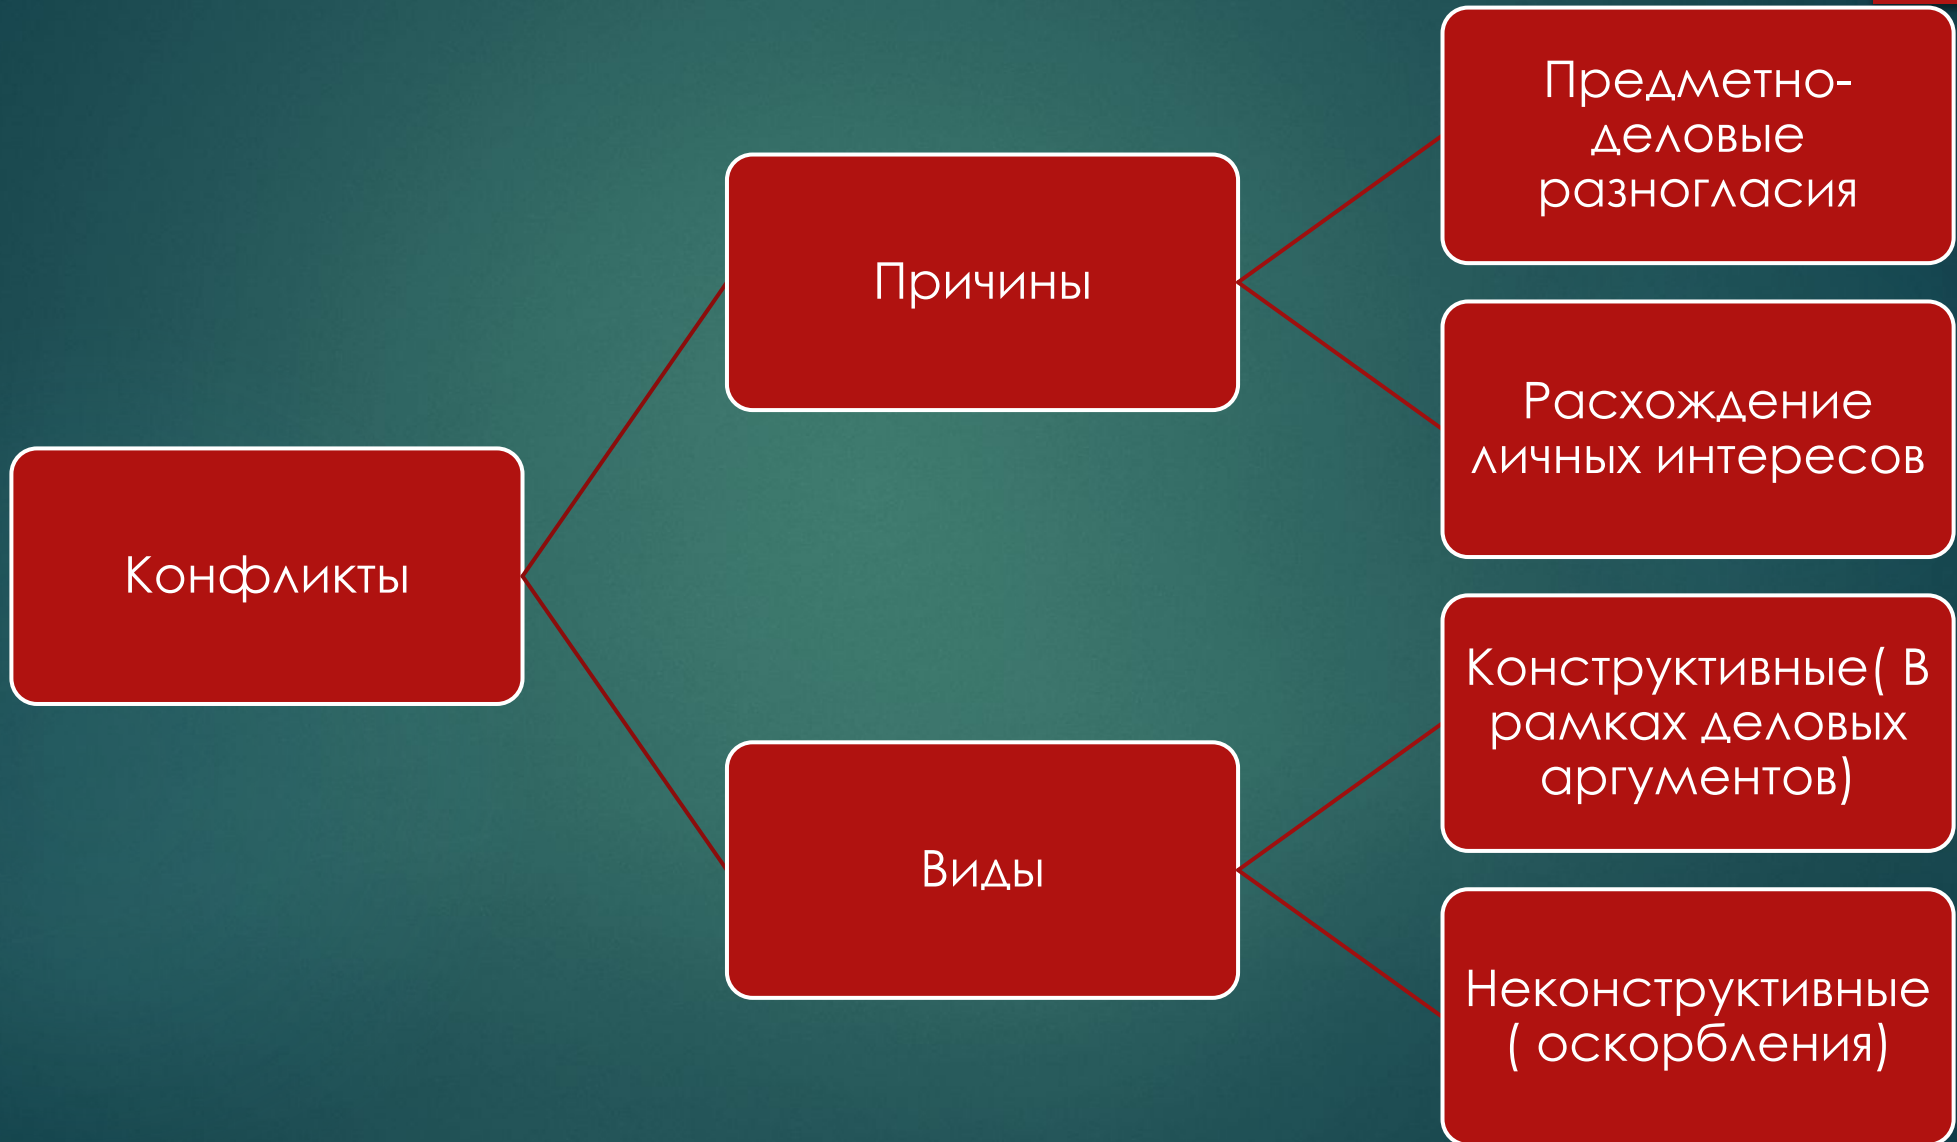 Конфликты
Причины
Предметно-
деловые
разногласия
Расхождение
личных интересов
Виды
Конструктивные( В
рамках деловых
аргументов)
Неконструктивные
( оскорбления)